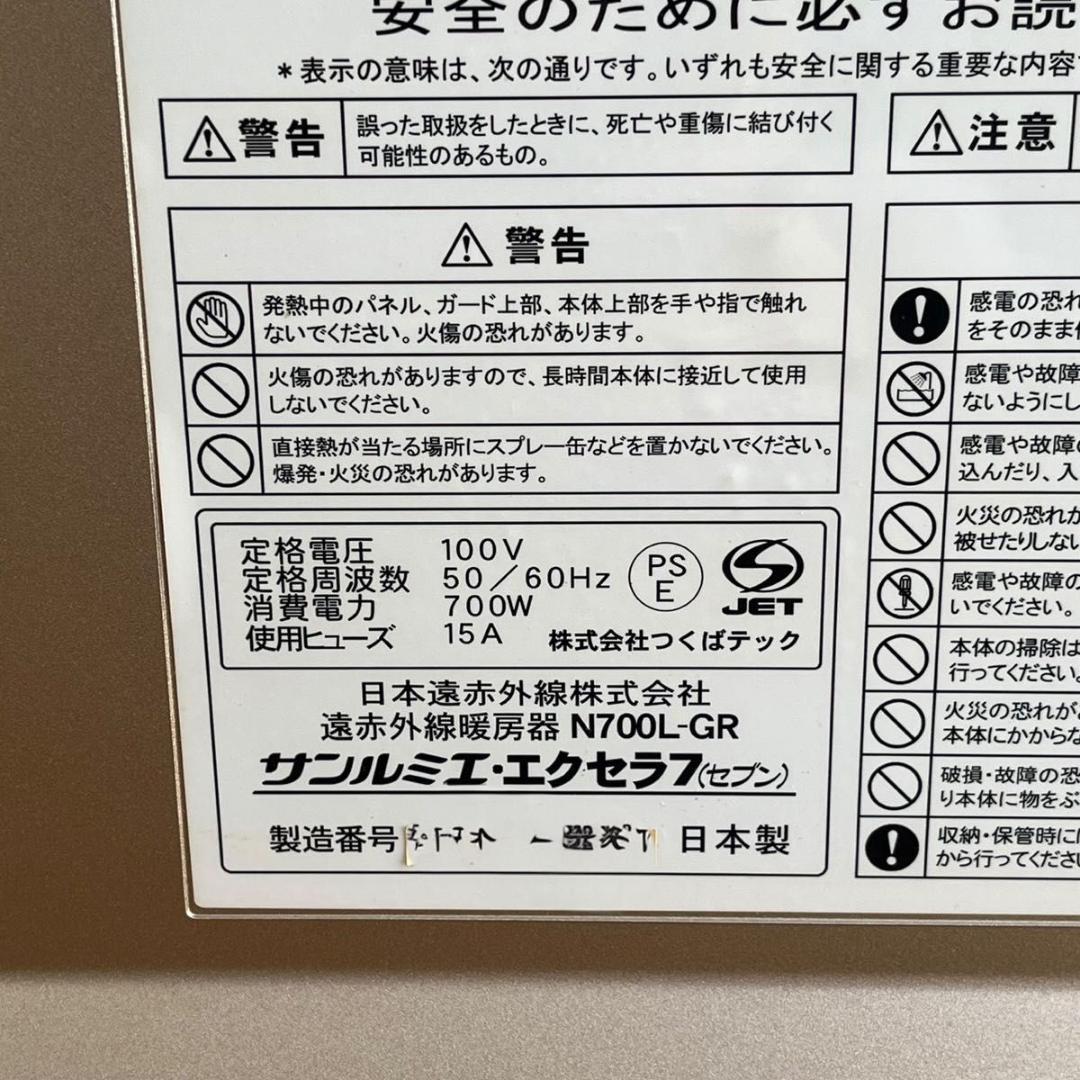 安全のために必ずお読
*表示の意味は、次の通りです。いずれも安全に関する重要な内容
警告
誤った取扱をしたときに、死亡や重傷に結び付く
可能性のあるもの。
注意
警告
発熱中のパネル、ガード上部、本体上部を手や指で触れ
ないでください。火傷の恐れがあります。
火傷の恐れがありますので、長時間本体に接近して使用
しないでください。
直接熱が当たる場所にスプレー缶などを置かないでください。
爆発・火災の恐れがあります。
定格電圧 100V
定格周波数 50/60Hz
消費電力 700W
使用ヒューズ 15A
PS
E
JET
株式会社つくばテック
日本遠赤外線株式会社
遠赤外線暖房器 N700L-GR
サンルミエ・エクセラ7(セブン)
製造番号 日本製
感電の恐れ
をそのまま
感電や故障
ないようにし
感電や故障
込んだり、入
火災の恐れが
被せたりしない
感電や故障の
いでください。
本体の掃除は
行ってください。
火災の恐れが
本体にかからな
破損・故障の恐
り本体に物をぶ
収納・保管時に
から行ってくださ